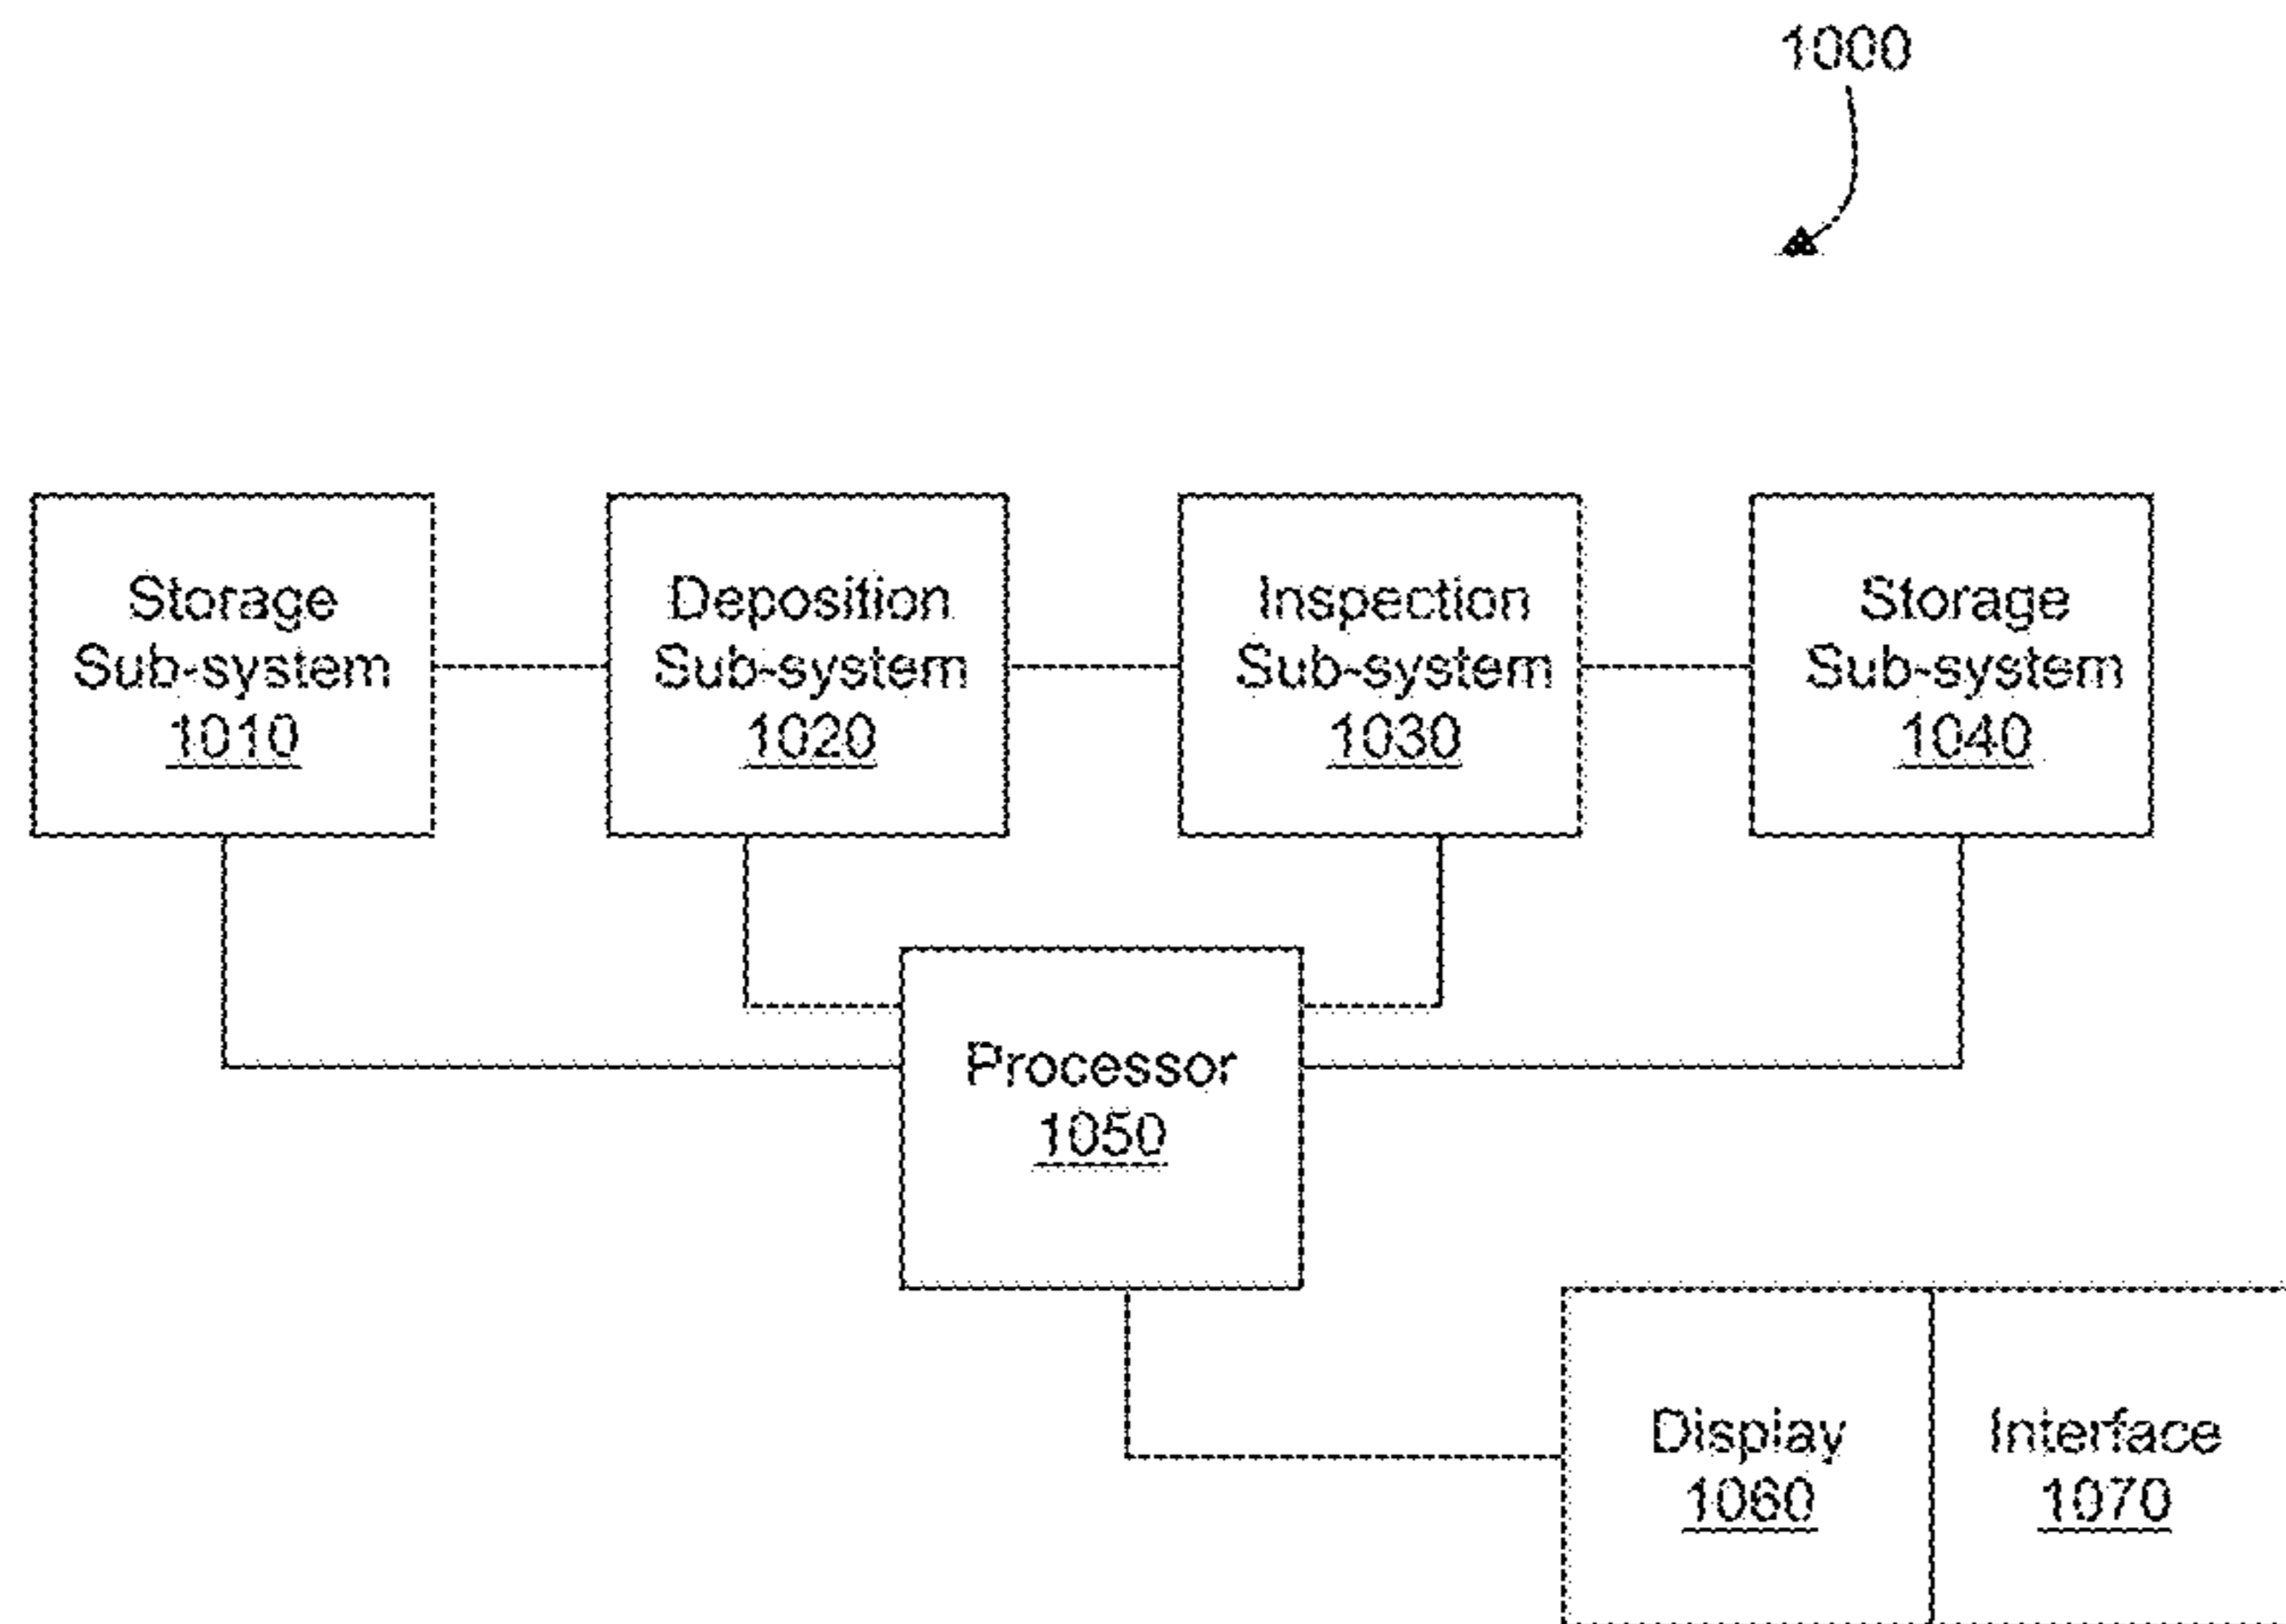 1000
Storage
Sub-system
1010
Deposition
Sub-system
1020
Inspection
Sub-system
1030
Storage
Sub-system
1040
Processor
1050
Display
1060
Interface
1070